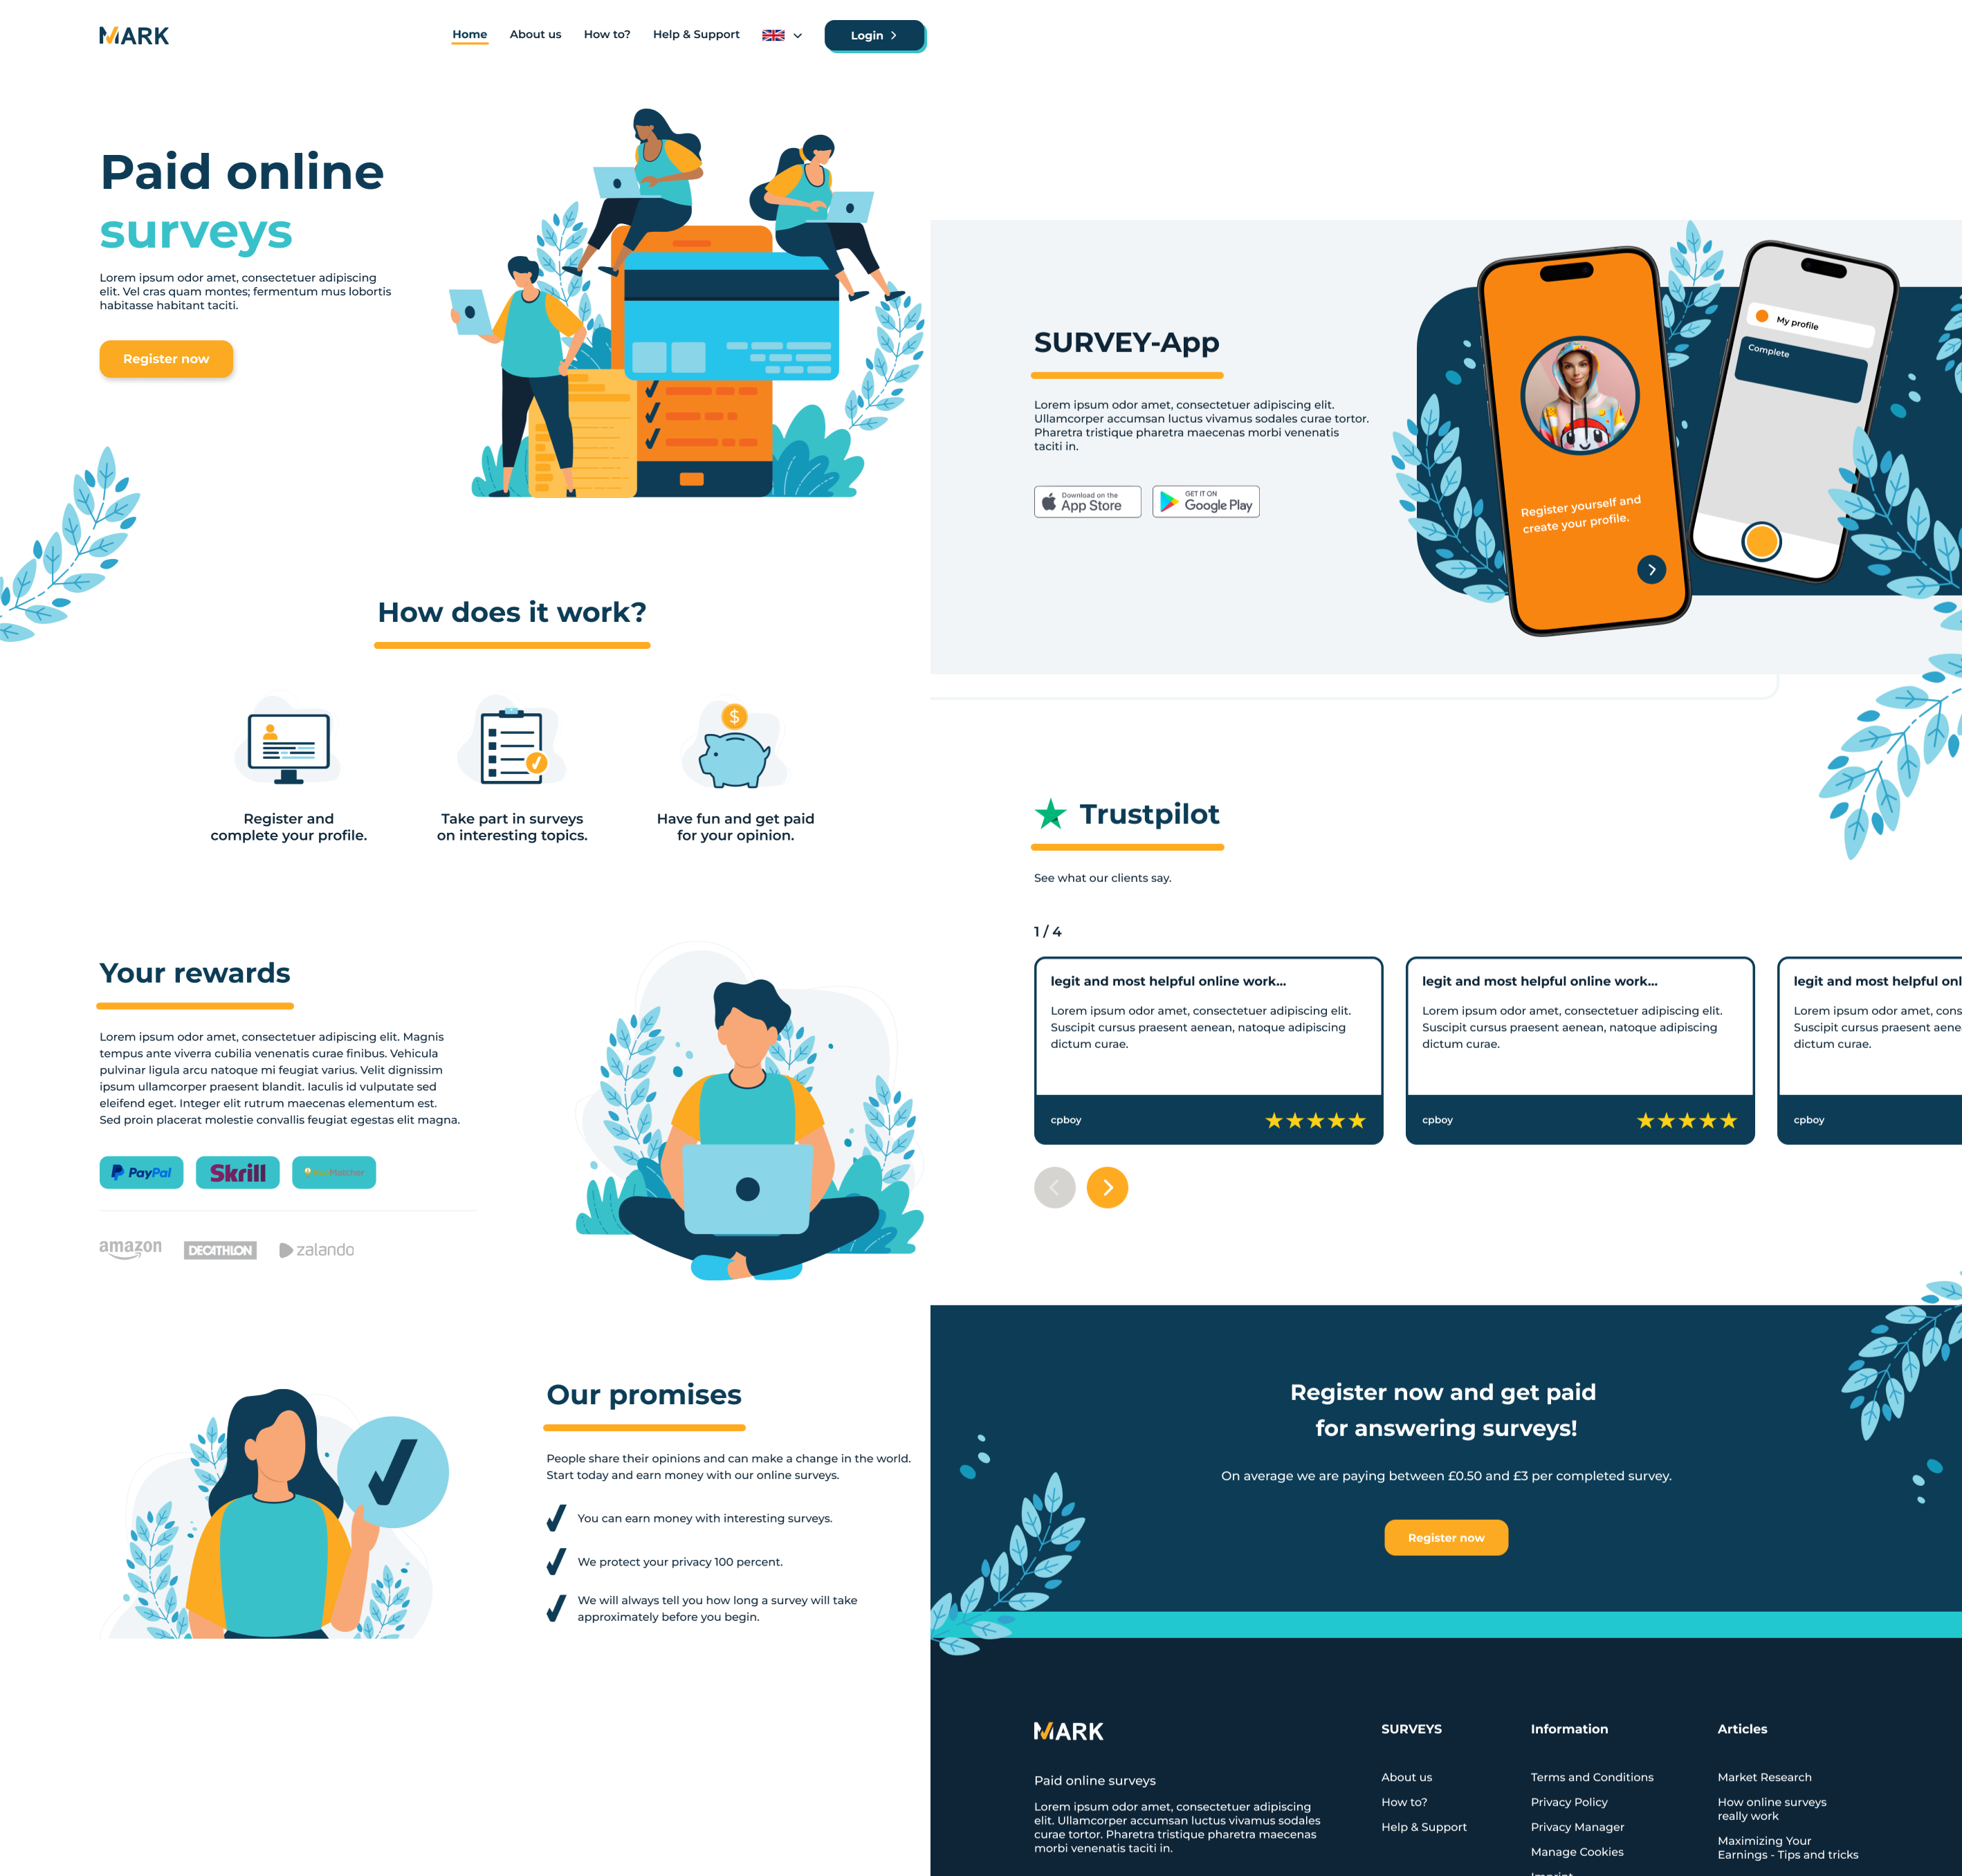 MARK
Home
About us
How to?
Help & Support
Login
Paid online
surveys
Lorem ipsum odor amet, consectetuer adipiscing
elit. Vel cras quam montes; fermentum mus lobortis
habitasse habitant taciti.
Register now
How does it work?
Register and
complete your profile.
Take part in surveys
on interesting topics.
Have fun and get paid
for your opinion.
Your rewards
Lorem ipsum odor amet, consectetuer adipiscing elit. Magnis
tempus ante viverra cubilia venenatis curae finibus. Vehicula
pulvinar ligula arcu natoque mi feugiat varius. Velit dignissim
ipsum ullamcorper praesent blandit. Iaculis id vulputate sed
eleifend eget. Integer elit rutrum maecenas elementum est.
Sed proin placerat molestie convallis feugiat egestas elit magna.
PayPal
Skrill
amazon
DECATHLON
zalando
Our promises
People share their opinions and can make a change in the world.
Start today and earn money with our online surveys.
You can earn money with interesting surveys.
We protect your privacy 100 percent.
We will always tell you how long a survey will take
approximately before you begin.
SURVEY-App
Lorem ipsum odor amet, consectetuer adipiscing elit.
Ullamcorper accumsan luctus vivamus sodales curae tortor.
Pharetra tristique pharetra maecenas morbi venenatis
taciti in.
Download on the
App Store
GET IT ON
Google Play
Register yourself and
create your profile.
My profile
Complete
Trustpilot
See what our clients say.
1 / 4
legit and most helpful online work...
Lorem ipsum odor amet, consectetuer adipiscing elit.
Suscipit cursus praesent aenean, natoque adipiscing
dictum curae.
cpboy
legit and most helpful online work...
Lorem ipsum odor amet, consectetuer adipiscing elit.
Suscipit cursus praesent aenean, natoque adipiscing
dictum curae.
cpboy
legit and most helpful onl
Lorem ipsum odor amet, cons
Suscipit cursus praesent aene
dictum curae.
cpboy
Register now and get paid
for answering surveys!
On average we are paying between £0.50 and £3 per completed survey.
Register now
MARK
Paid online surveys
Lorem ipsum odor amet, consectetuer adipiscing
elit. Ullamcorper accumsan luctus vivamus sodales
curae tortor. Pharetra tristique pharetra maecenas
morbi venenatis taciti in.
SURVEYS
About us
How to?
Help & Support
Information
Terms and Conditions
Privacy Policy
Privacy Manager
Manage Cookies
Articles
Market Research
How online surveys
really work
Maximizing Your
Earnings - Tips and tricks